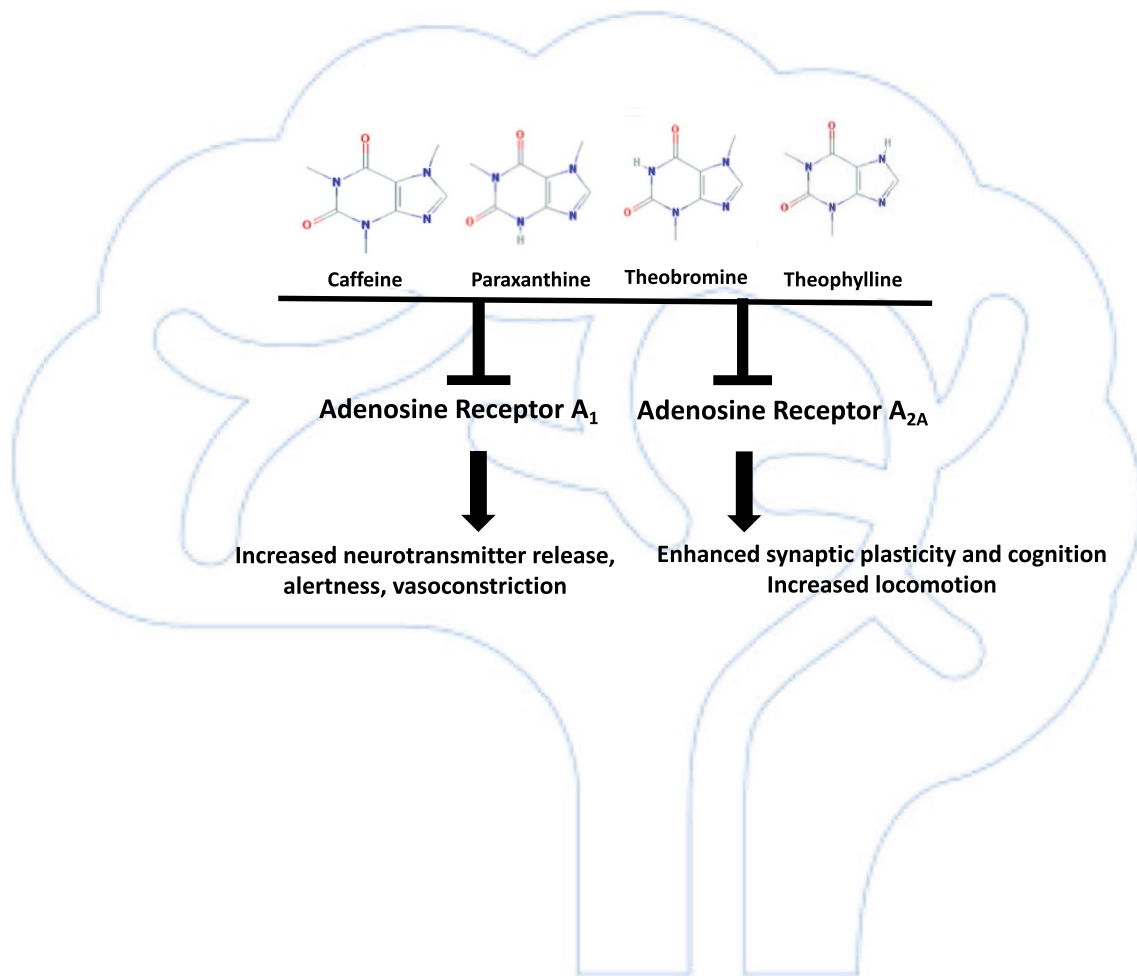 O
O
N
N
N
N
O
O
N
N
N
H
N
O
O
H
N
N
N
N
O
O
N
N
H
N
N
Caffeine
Paraxanthine
Theobromine
Theophylline
Adenosine Receptor A₁
Adenosine Receptor A₂A
Increased neurotransmitter release,
alertness, vasoconstriction
Enhanced synaptic plasticity and cognition
Increased locomotion